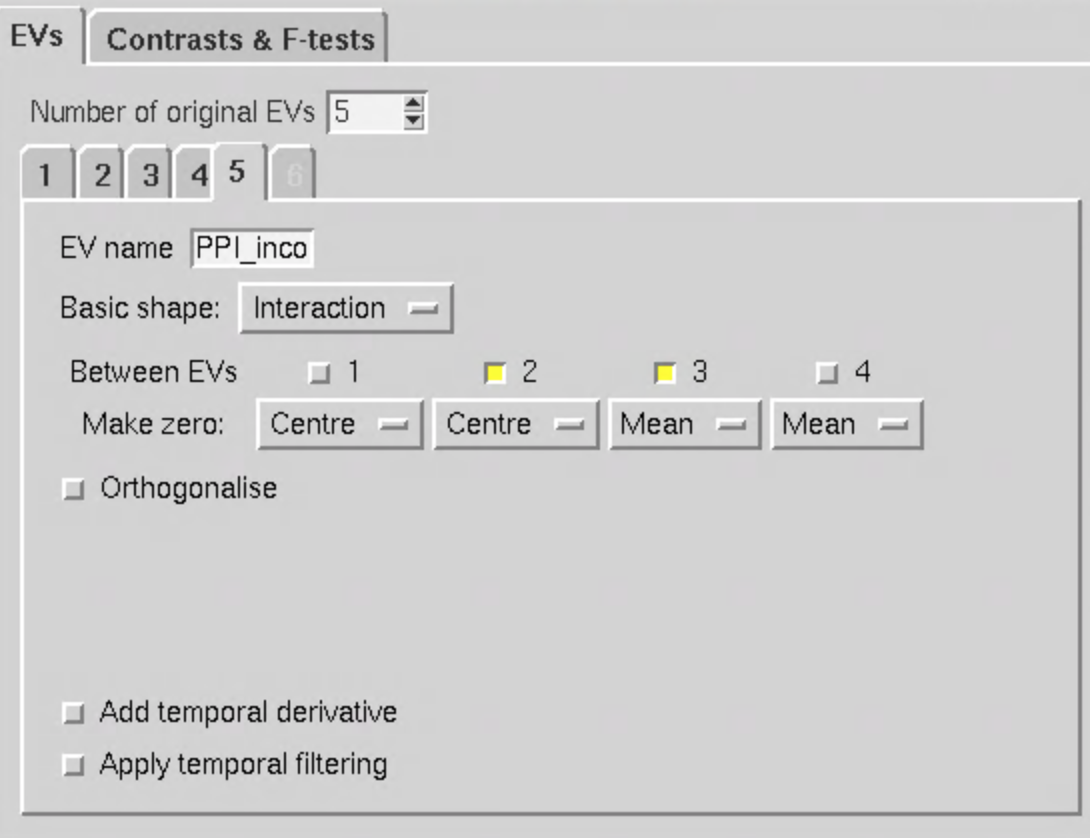 EVs Contrasts & F-tests
Number of original EVs 5
1 2 3 4 5 6
EV name PPI_inco
Basic shape: Interaction
Between EVs 1 2 3 4
Make zero: Centre Centre Mean Mean
Orthogonalise
Add temporal derivative
Apply temporal filtering